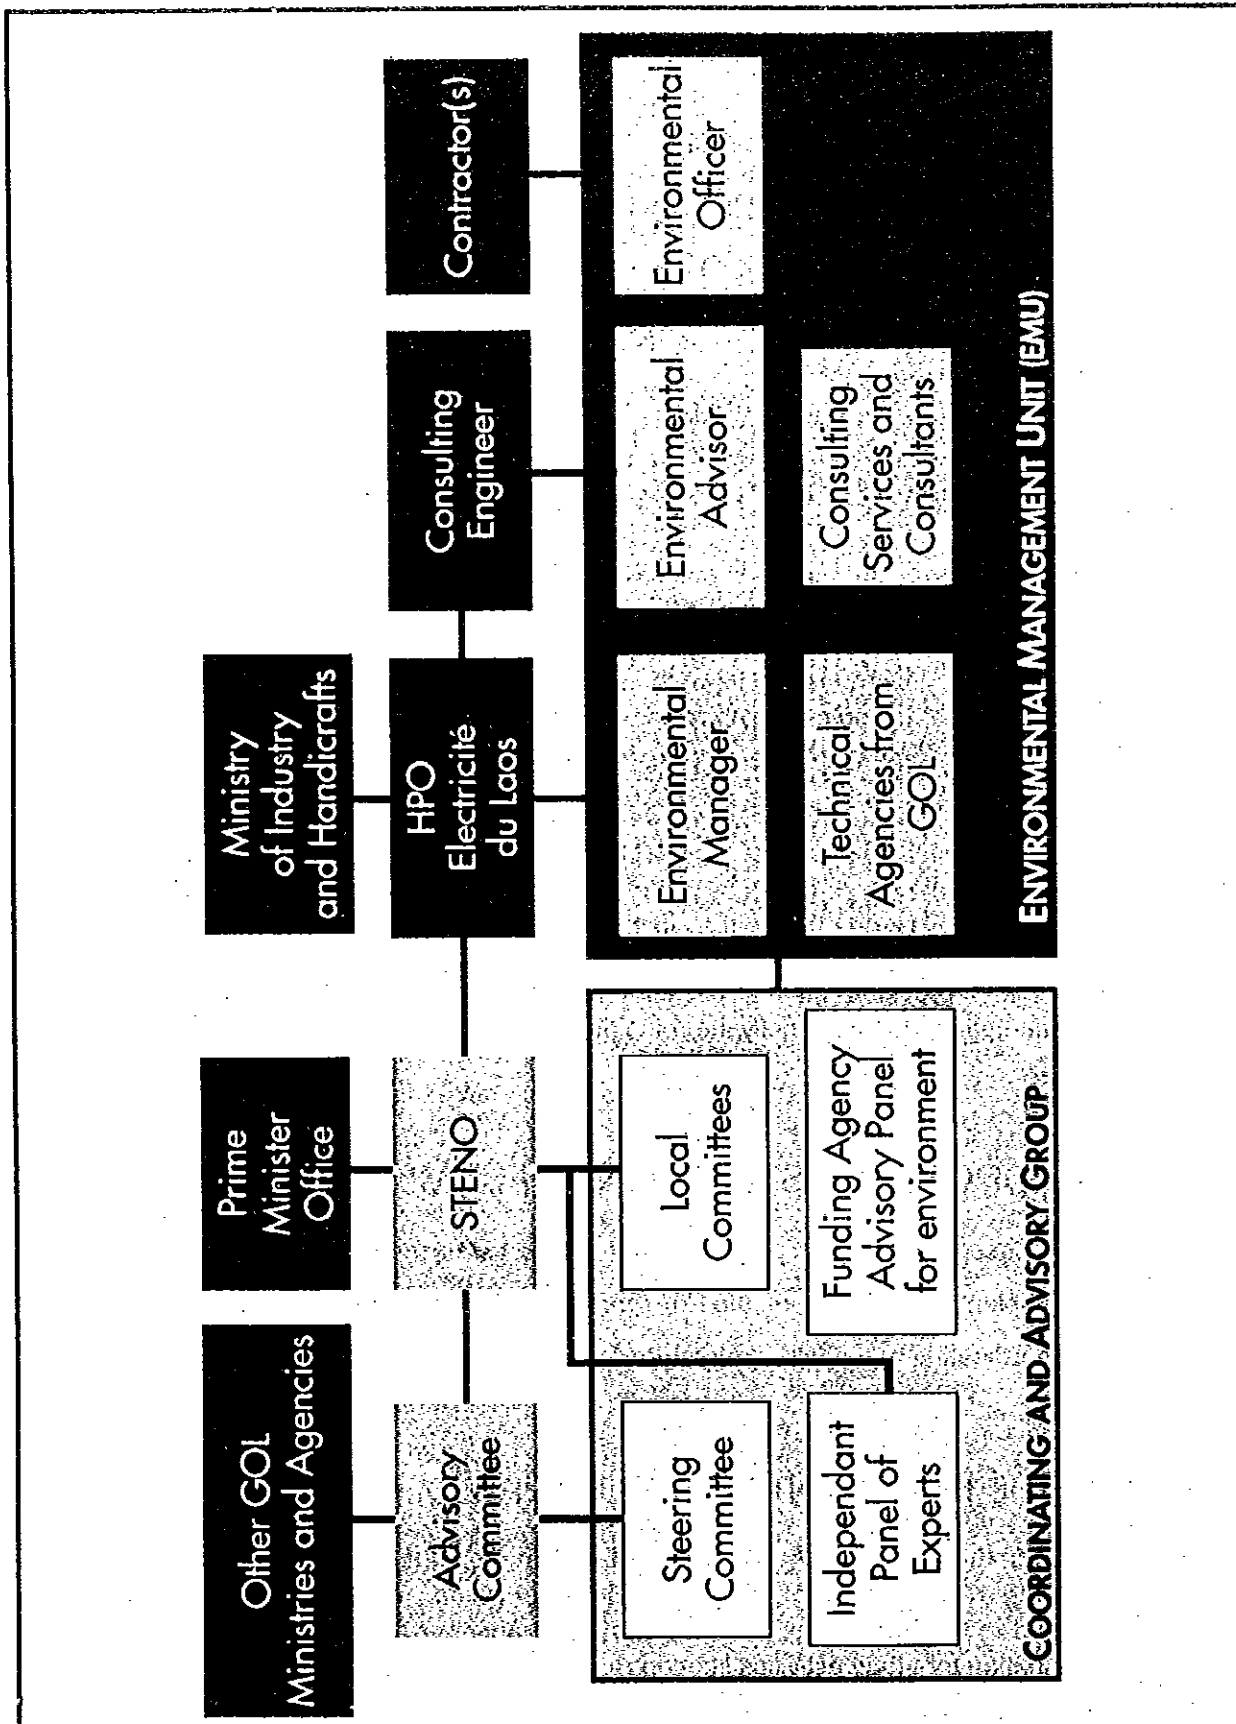 Other GOL
Ministries and Agencies
Prime
Minister
Office
Ministry
of Industry
and Handicrafts
Advisory
Committee
STENO
HPO
Electricité
du Laos
Consulting
Engineer
Contractor(s)
Steering
Committee
Local
Committees
Independant
Panel of
Experts
Funding Agency
Advisory Panel
for environment
COORDINATING AND ADVISORY GROUP
Environmental
Manager
Environmental
Advisor
Environmental
Officer
Technical
Agencies from
GOL
Consulting
Services and
Consultants
ENVIRONMENTAL MANAGEMENT UNIT (EMU)